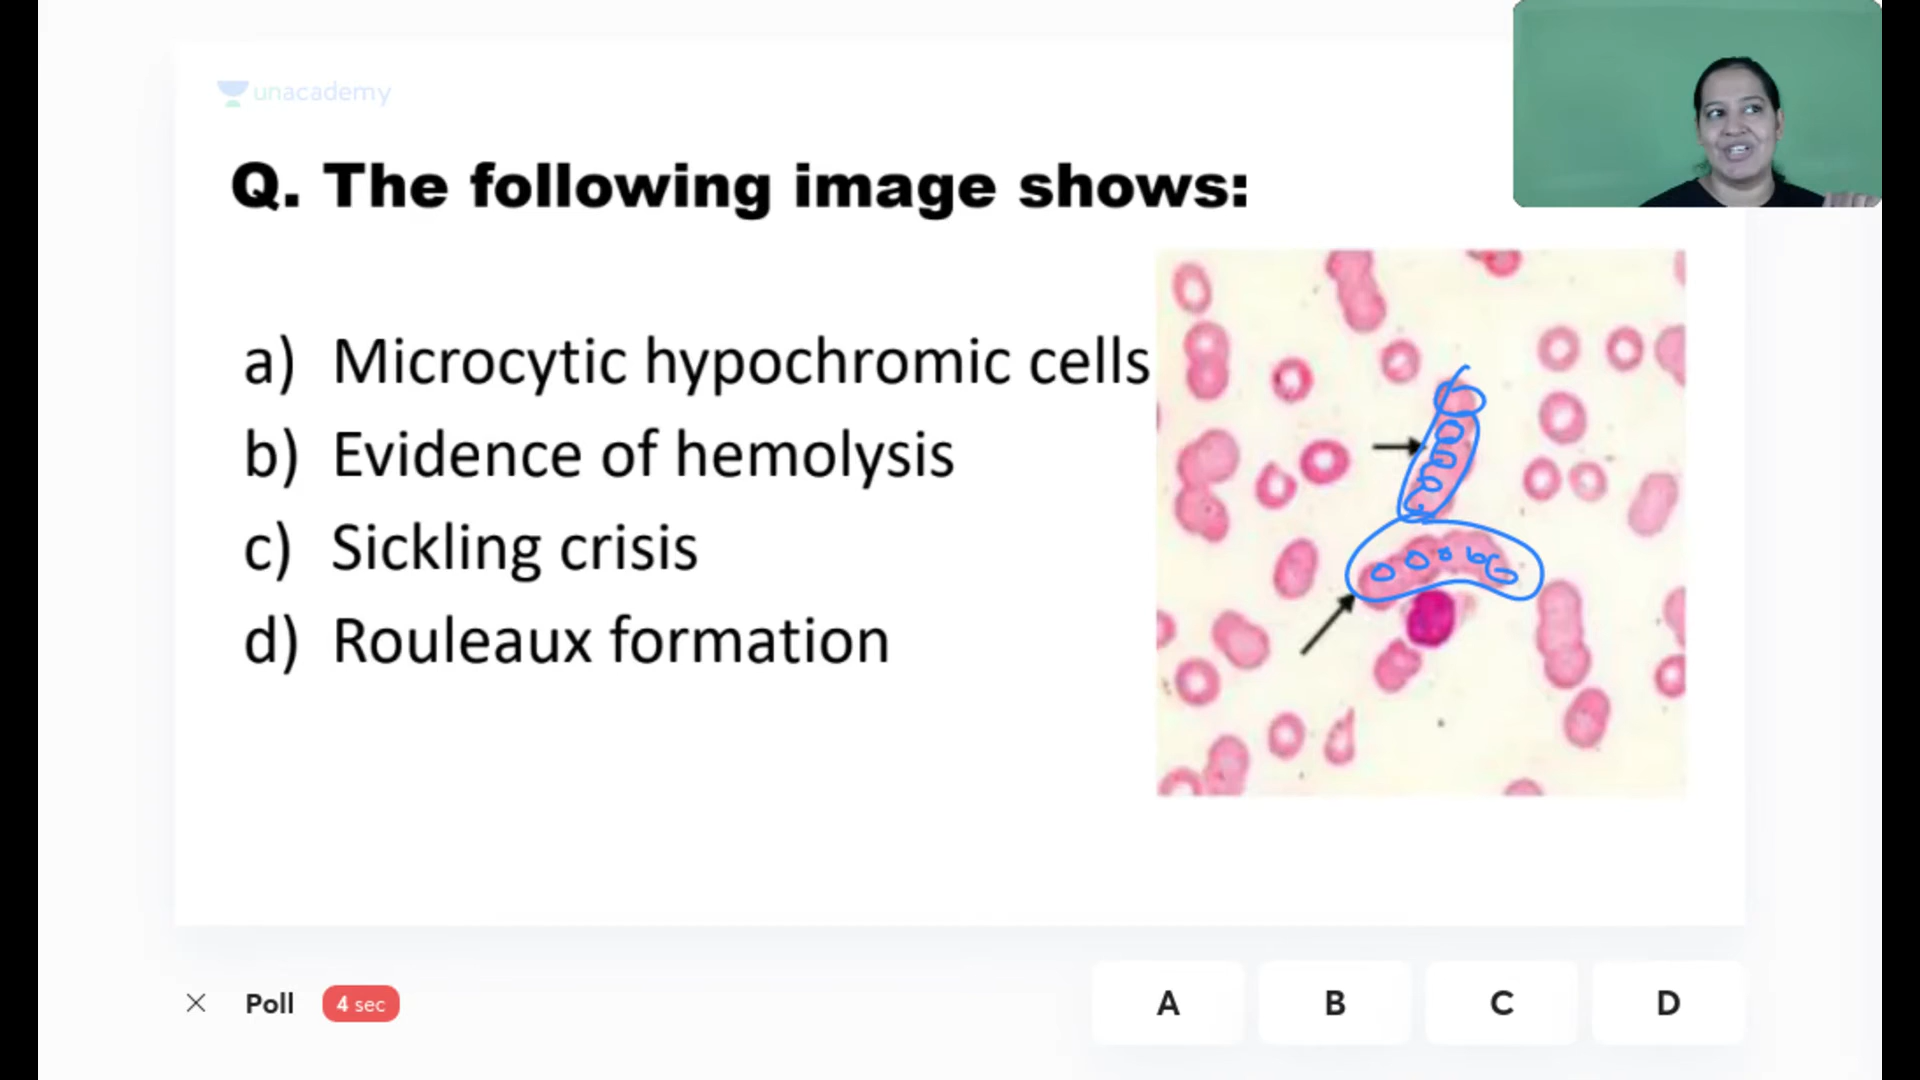 unacademy
Q. The following image shows:
a) Microcytic hypochromic cells
b) Evidence of hemolysis
c) Sickling crisis
d) Rouleaux formation
Poll 4 sec A B C D